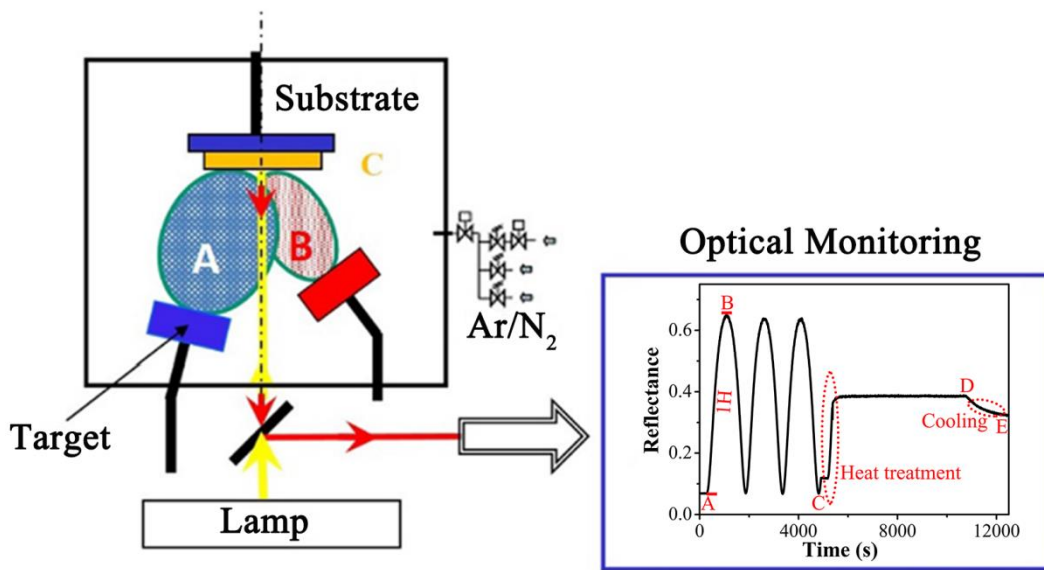 Substrate
C
A
B
Ar/N2
Target
Lamp
Optical Monitoring
B
0.6
1H
D
0.4
Cooling
E
Reflectance
0.2
Heat treatment
A
C
0.0
0
4000
8000
12000
Time (s)